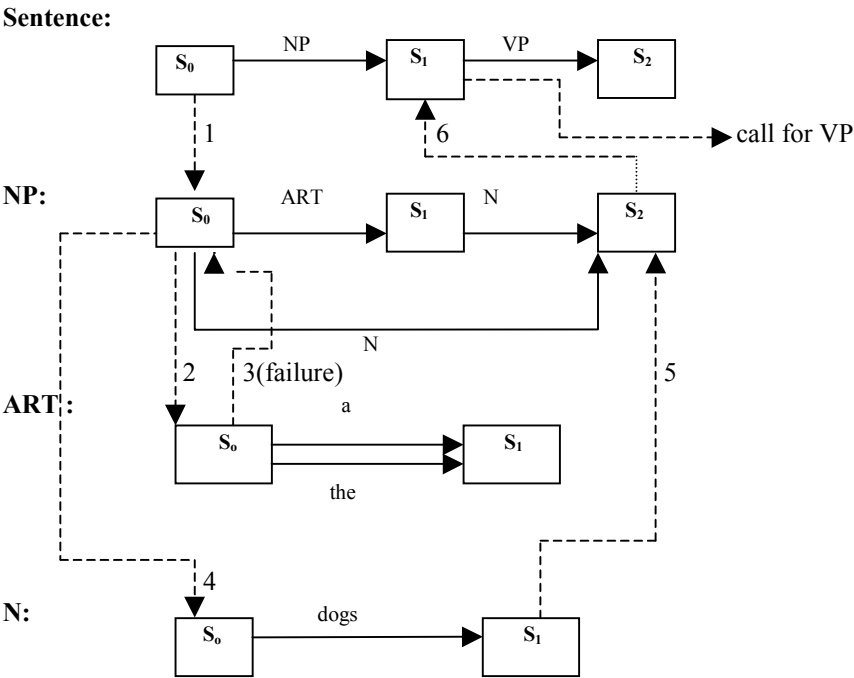 Sentence:
NP VP
S₀ S₁ S₂
1 6 call for VP
NP: ART N
S₀ S₁ S₂
N
2 3(failure) 5
ART : a
Sₒ S₁
the
4
N: dogs
Sₒ S₁